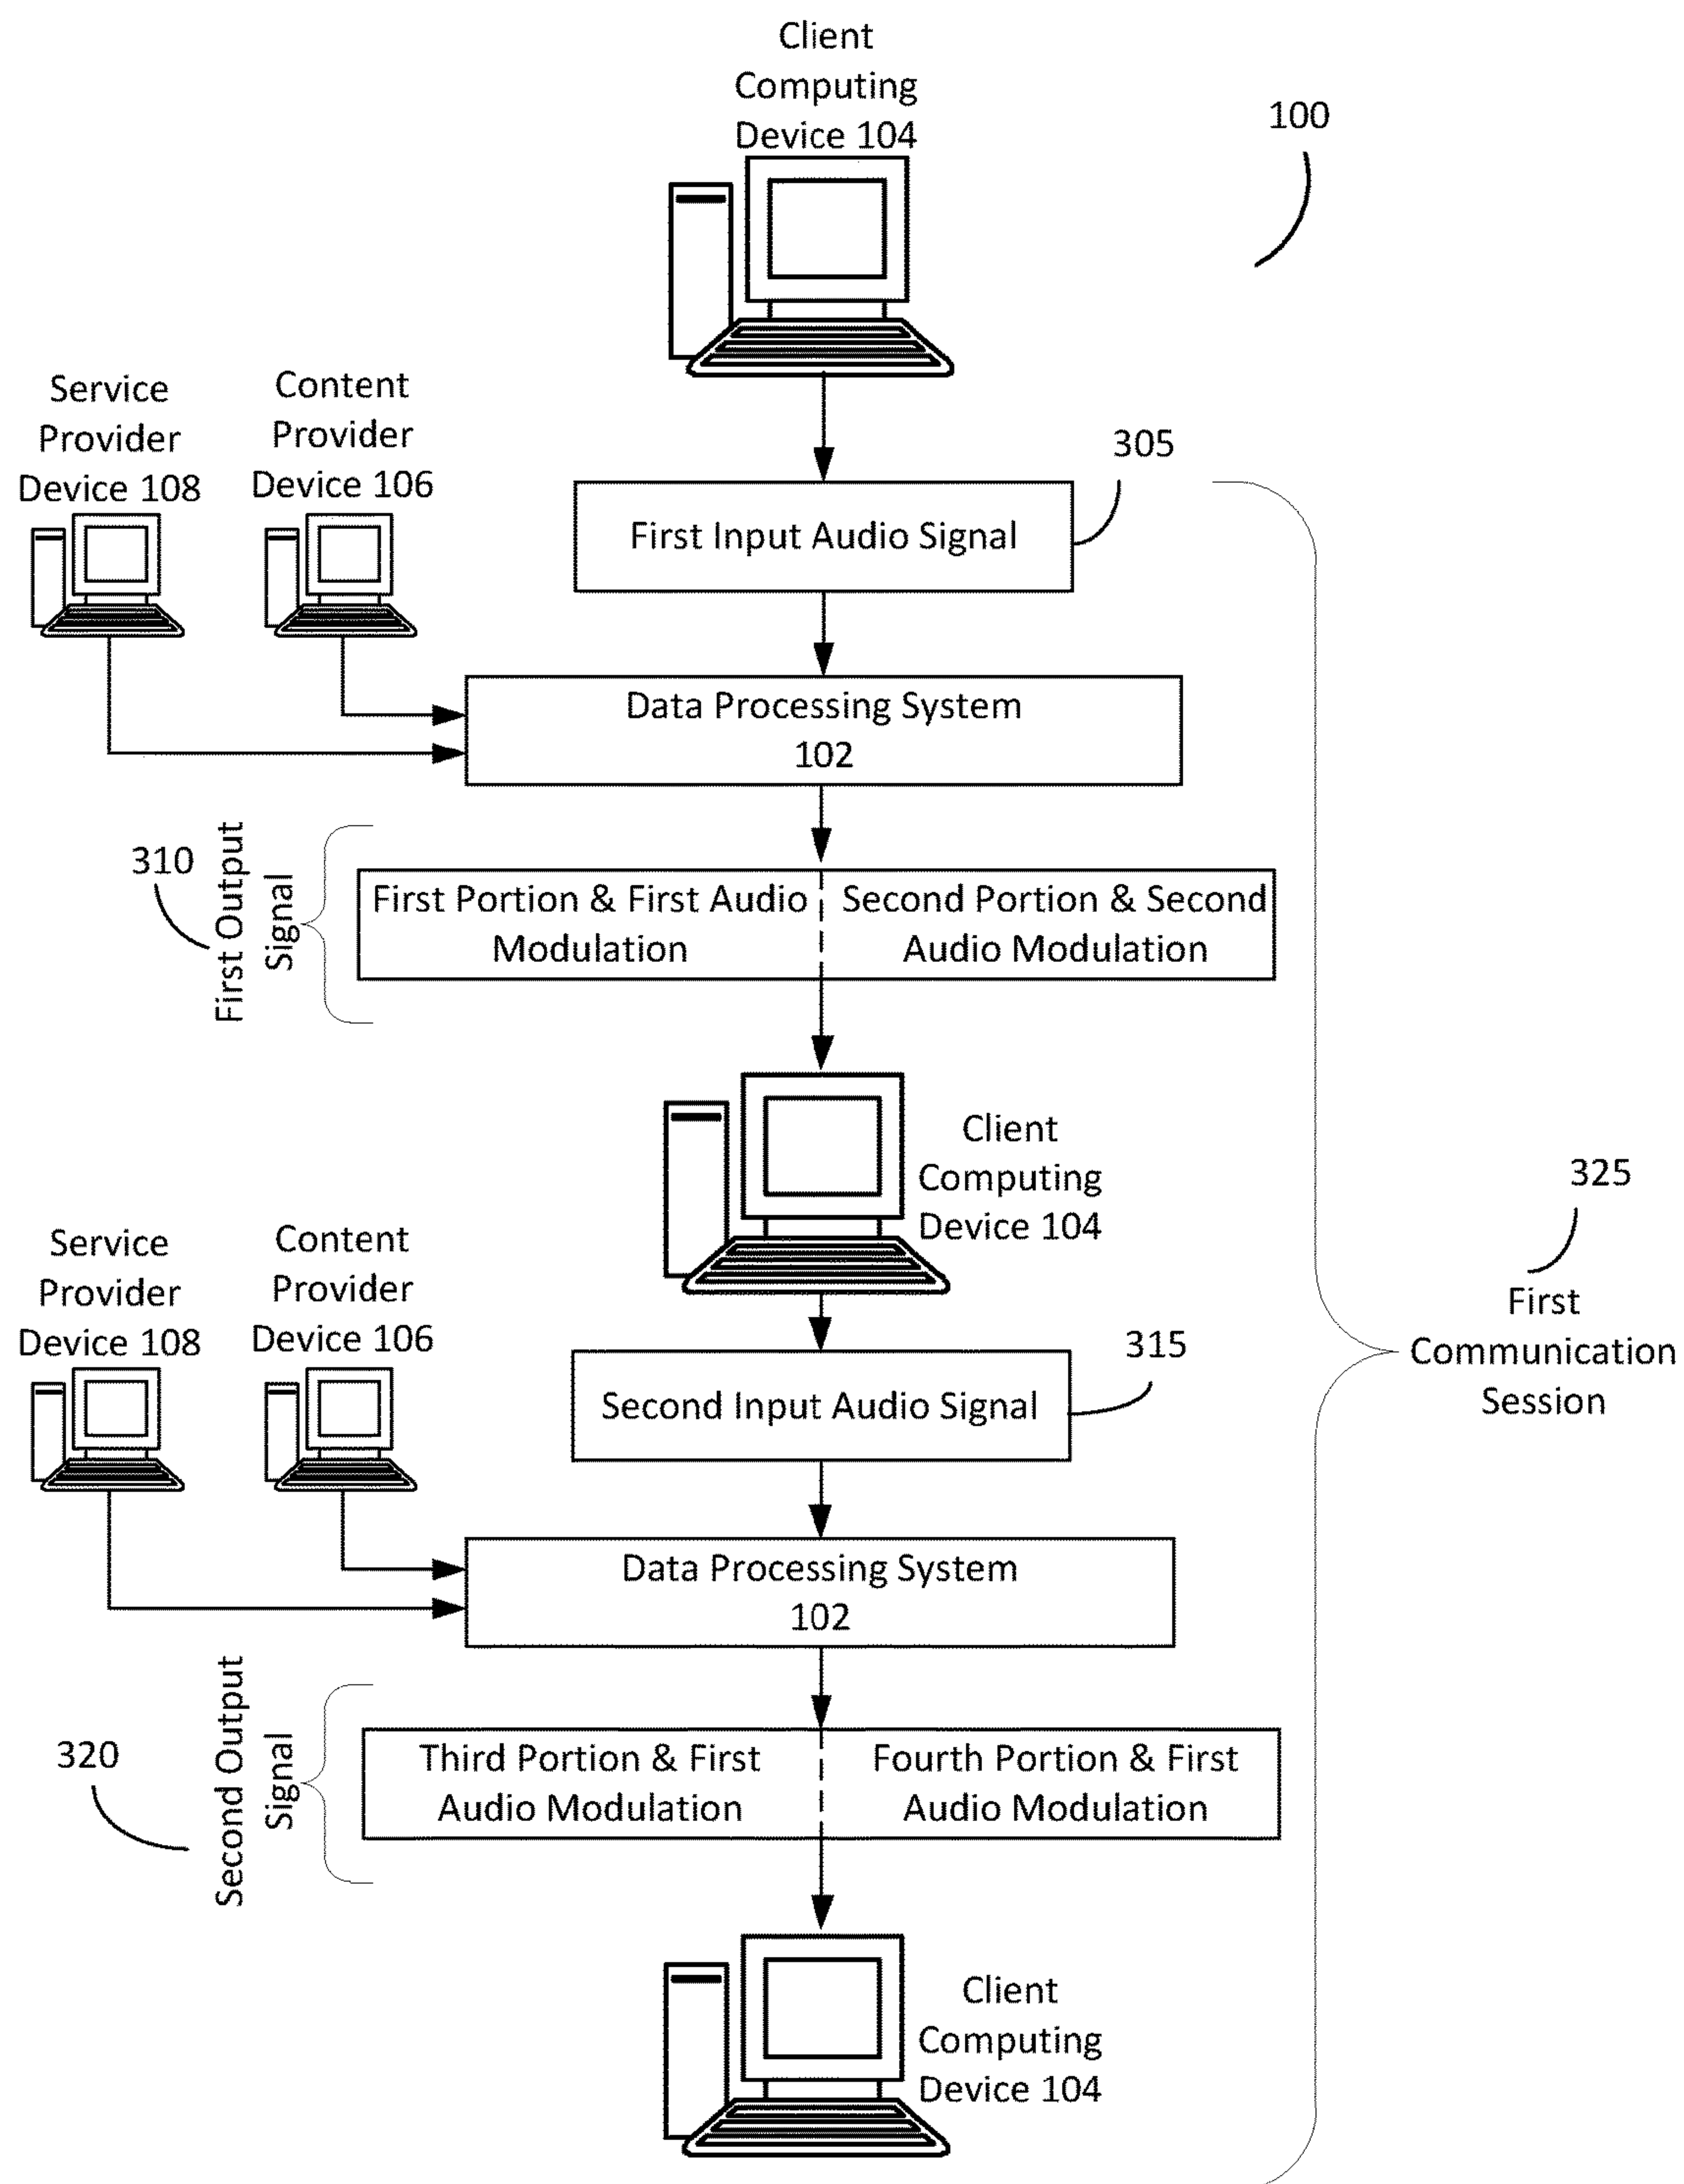 Client
Computing
Device 104
100
Service
Provider
Device 108
Content
Provider
Device 106
305
First Input Audio Signal
Data Processing System
102
310
First Output
Signal
First Portion & First Audio
Modulation
Second Portion & Second
Audio Modulation
Client
Computing
Device 104
325
First
Communication
Session
Service
Provider
Device 108
Content
Provider
Device 106
315
Second Input Audio Signal
Data Processing System
102
320
Second Output
Signal
Third Portion & First
Audio Modulation
Fourth Portion & First
Audio Modulation
Client
Computing
Device 104